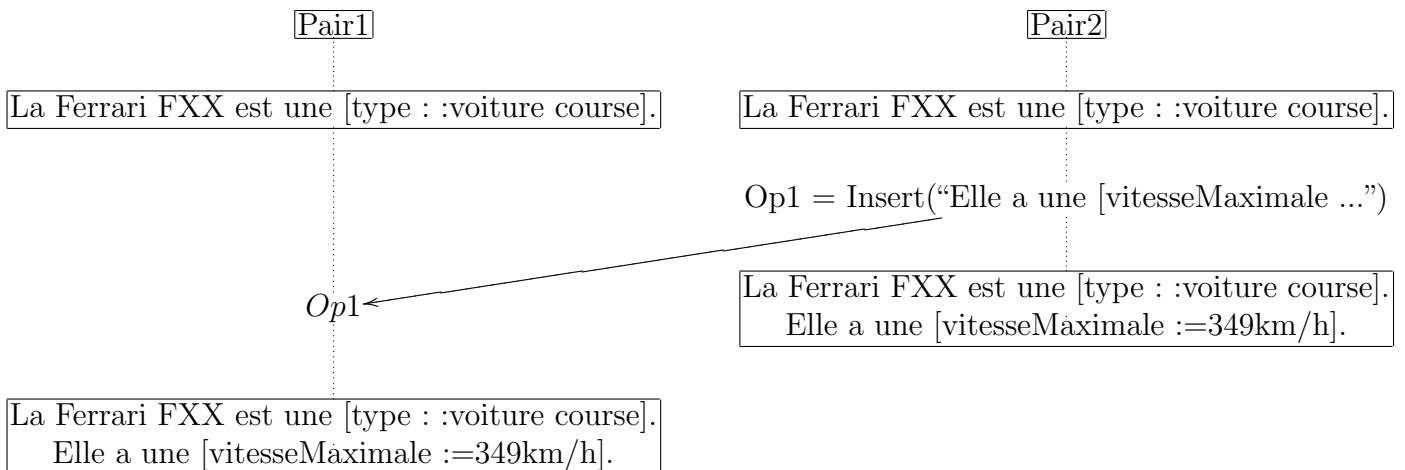 Pair1
Pair2
La Ferrari FXX est une [type : :voiture course].
La Ferrari FXX est une [type : :voiture course].
Op1 = Insert(“Elle a une [vitesseMaximale ...”)
La Ferrari FXX est une [type : :voiture course].
Elle a une [vitesseMaximale :=349km/h].
Op1
La Ferrari FXX est une [type : :voiture course].
Elle a une [vitesseMaximale :=349km/h].